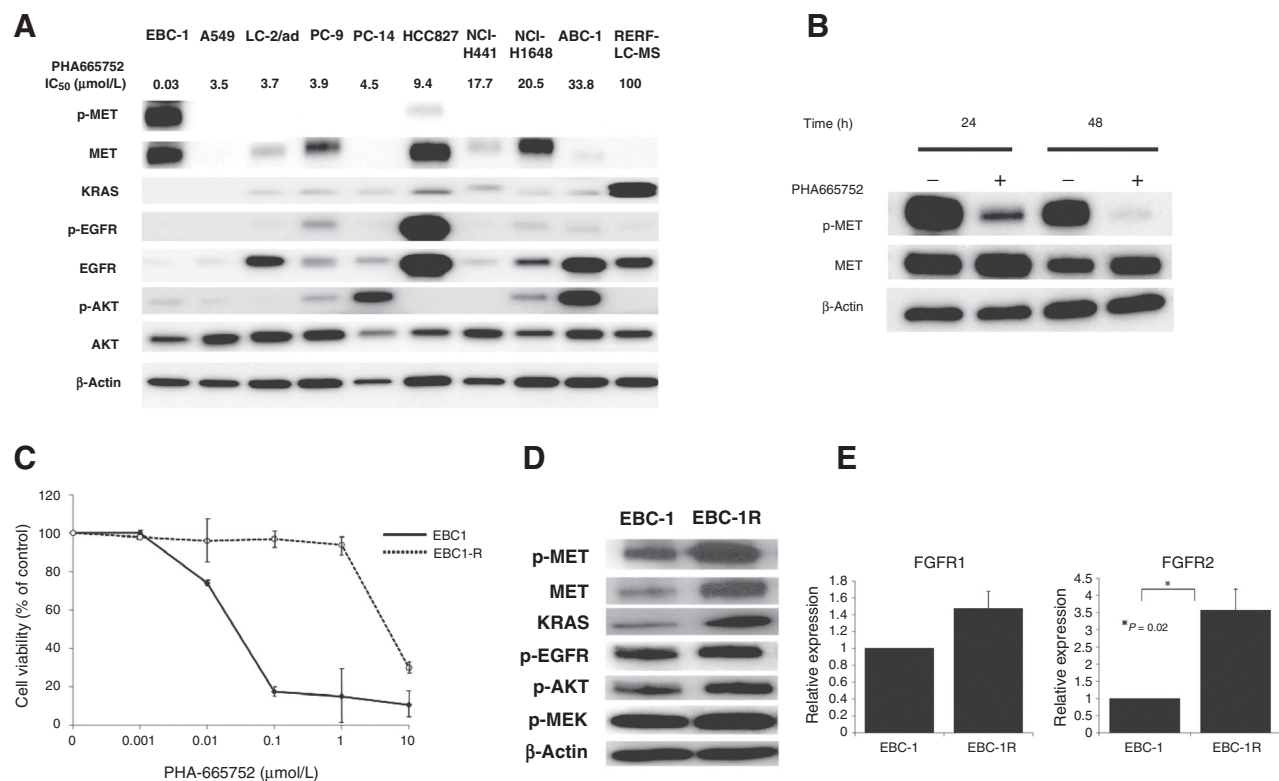 A
EBC-1 A549 LC-2/ad PC-9 PC-14 HCC827 NCI-H441 NCI-H1648 ABC-1 RERF-LC-MS
PHA665752
IC50 (μmol/L) 0.03 3.5 3.7 3.9 4.5 9.4 17.7 20.5 33.8 100
p-MET
MET
KRAS
p-EGFR
EGFR
p-AKT
AKT
β-Actin
B
Time (h) 24 48
PHA665752 – + – +
p-MET
MET
β-Actin
C
Cell viability (% of control)
120
100
80
60
40
20
0
0 0.001 0.01 0.1 1 10
PHA-665752 (μmol/L)
EBC1
EBC1-R
D
EBC-1 EBC-1R
p-MET
MET
KRAS
p-EGFR
p-AKT
p-MEK
β-Actin
E
FGFR1
Relative expression
1.8
1.6
1.4
1.2
1
0.8
0.6
0.4
0.2
0
EBC-1 EBC-1R
FGFR2
Relative expression
4.5
4
3.5
3
2.5
2
1.5
1
0.5
0
*
*P = 0.02
EBC-1 EBC-1R